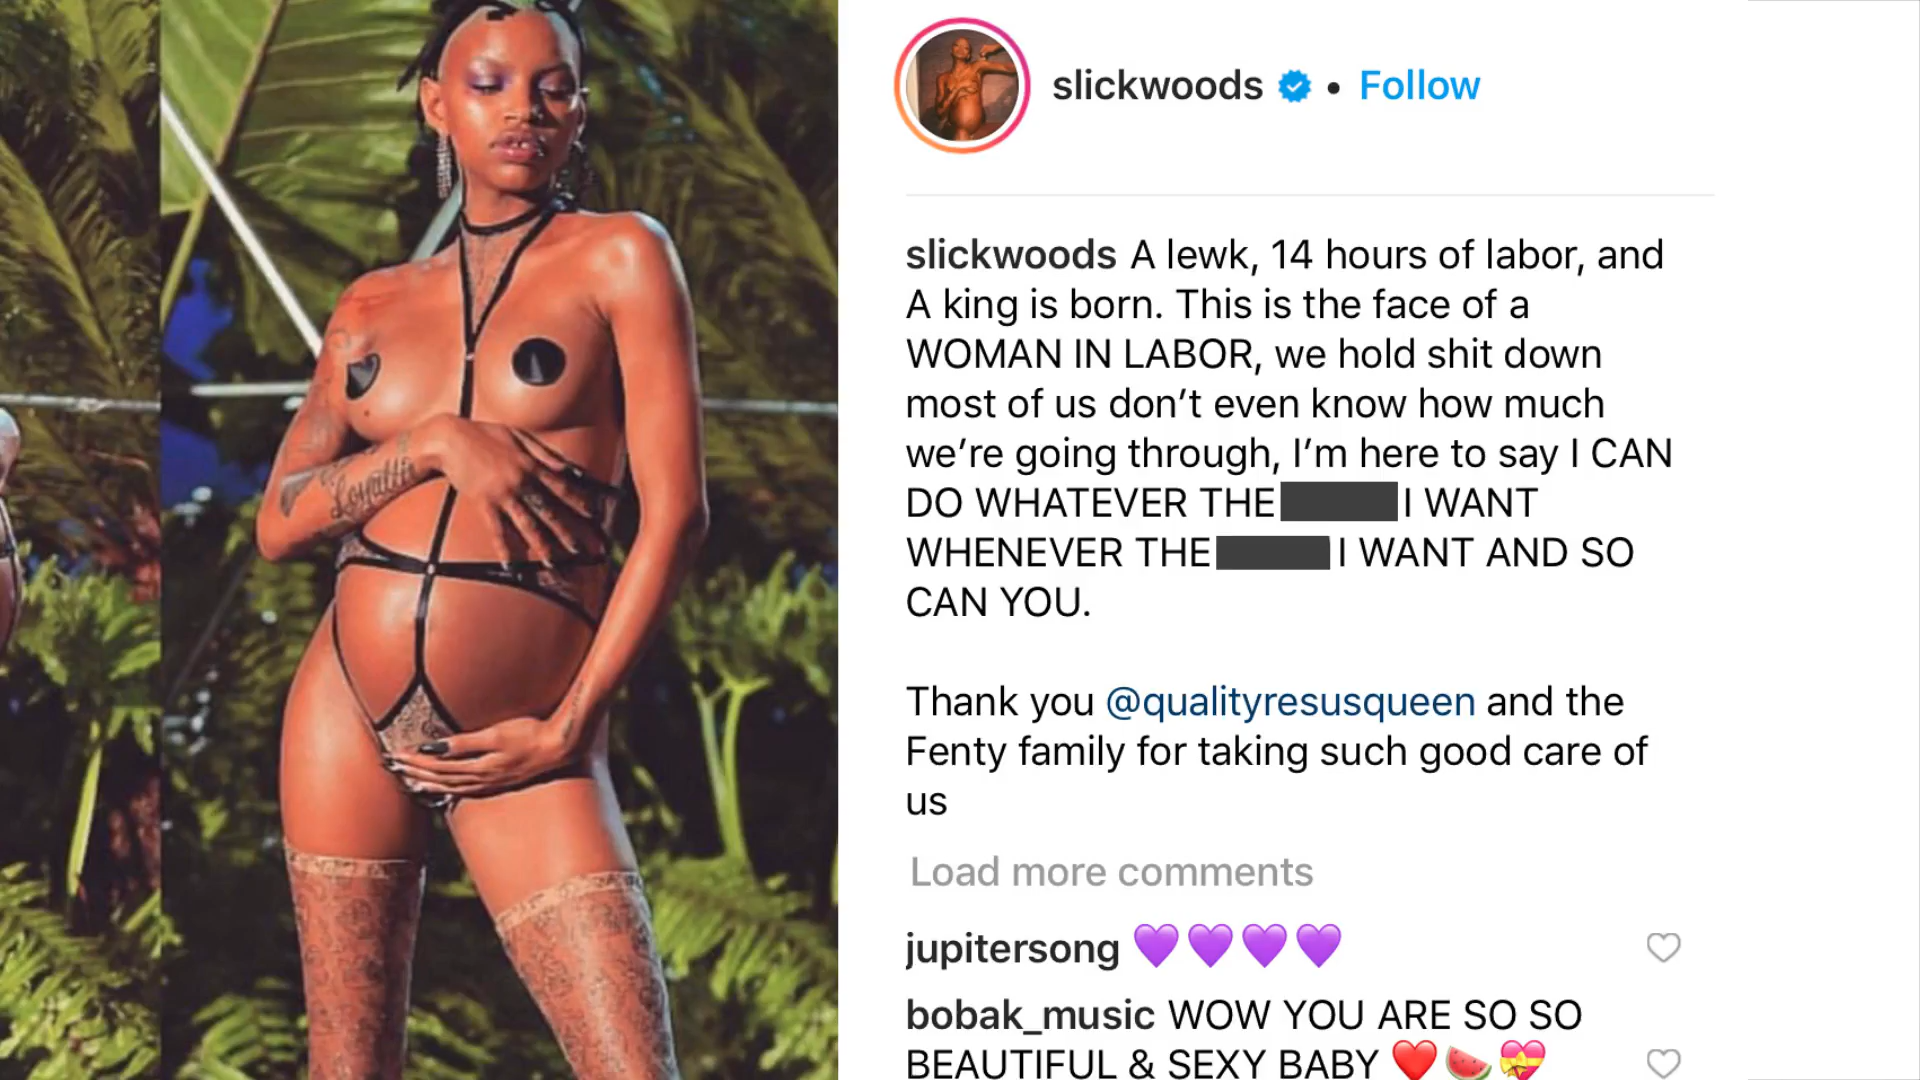 slickwoods • Follow
slickwoods A lewk, 14 hours of labor, and
A king is born. This is the face of a
WOMAN IN LABOR, we hold shit down
most of us don’t even know how much
we’re going through, I’m here to say I CAN
DO WHATEVER THE I WANT
WHENEVER THE I WANT AND SO
CAN YOU.
Thank you @qualityresusqueen and the
Fenty family for taking such good care of
us
Load more comments
jupitersong 💜💜💜💜
bobak_music WOW YOU ARE SO SO
BEAUTIFUL & SEXY BABY ❤️🍉💝
Loyalty